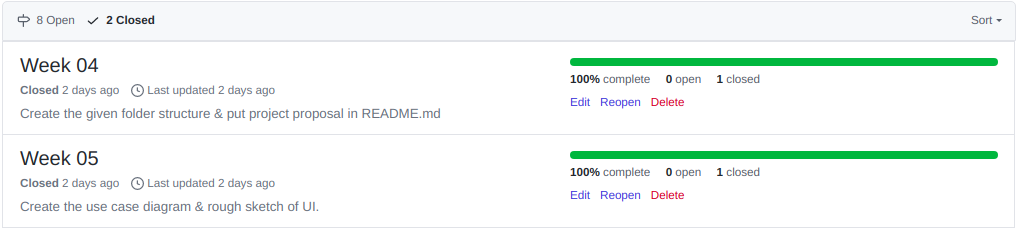 8 Open 2 Closed Sort
Week 04
100% complete 0 open 1 closed
Closed 2 days ago Last updated 2 days ago
Edit Reopen Delete
Create the given folder structure & put project proposal in README.md
Week 05
100% complete 0 open 1 closed
Closed 2 days ago Last updated 2 days ago
Edit Reopen Delete
Create the use case diagram & rough sketch of UI.